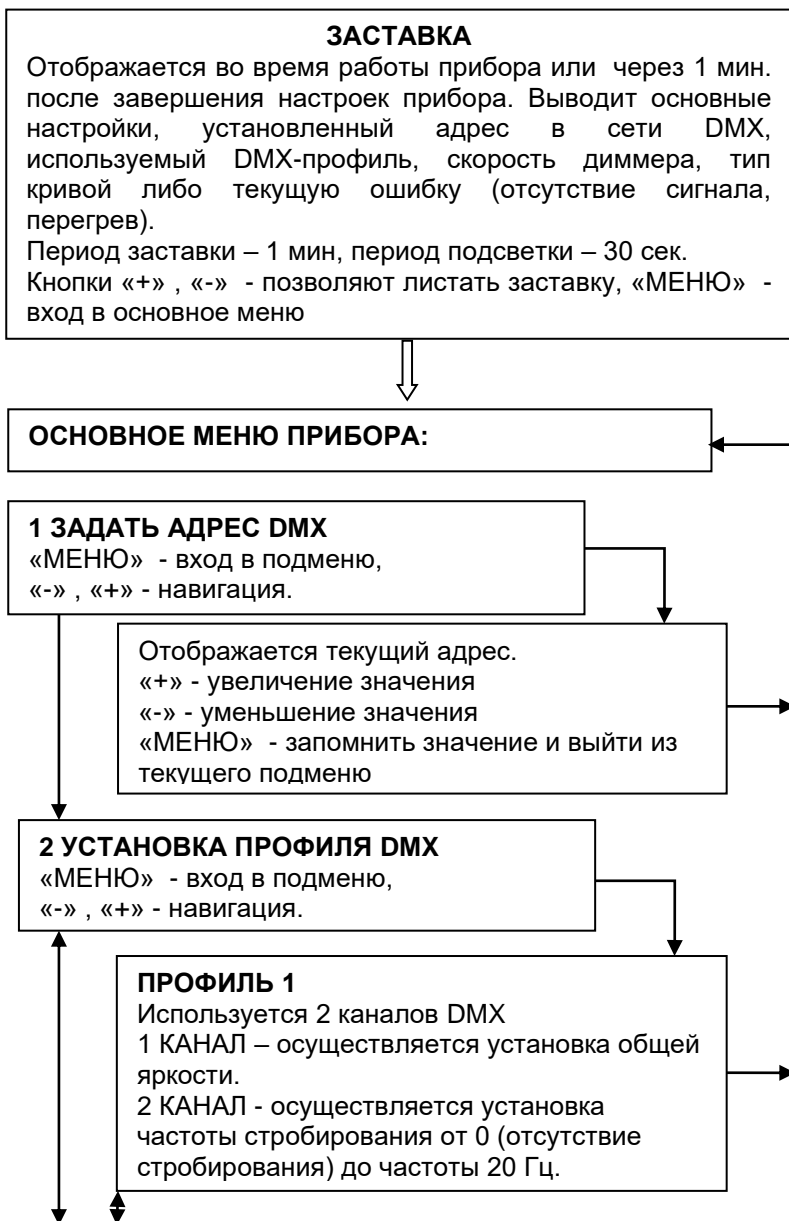 ЗАСТАВКА
Отображается во время работы прибора или через 1 мин.
после завершения настроек прибора. Выводит основные
настройки, установленный адрес в сети DMX,
используемый DMX-профиль, скорость диммера, тип
кривой либо текущую ошибку (отсутствие сигнала,
перегрев).
Период заставки – 1 мин, период подсветки – 30 сек.
Кнопки «+» , «-» - позволяют листать заставку, «МЕНЮ» -
вход в основное меню
ОСНОВНОЕ МЕНЮ ПРИБОРА:
1 ЗАДАТЬ АДРЕС DMX
«МЕНЮ» - вход в подменю,
«-» , «+» - навигация.
Отображается текущий адрес.
«+» - увеличение значения
«-» - уменьшение значения
«МЕНЮ» - запомнить значение и выйти из
текущего подменю
2 УСТАНОВКА ПРОФИЛЯ DMX
«МЕНЮ» - вход в подменю,
«-» , «+» - навигация.
ПРОФИЛЬ 1
Используется 2 каналов DMX
1 КАНАЛ – осуществляется установка общей
яркости.
2 КАНАЛ - осуществляется установка
частоты стробирования от 0 (отсутствие
стробирования) до частоты 20 Гц.